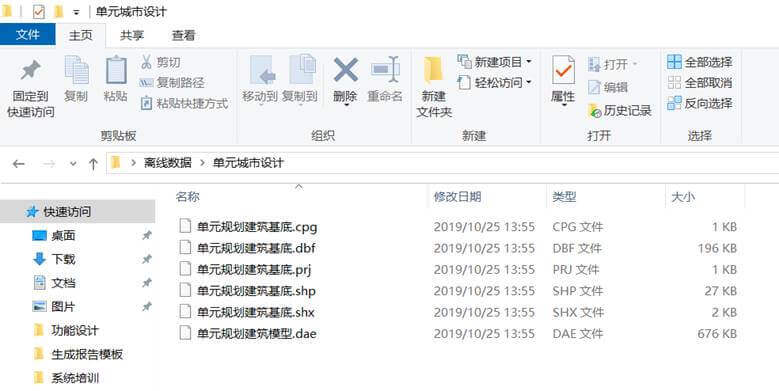 单元城市设计
文件 主页 共享 查看
固定到
快速访问
复制
粘贴
剪切
复制路径
粘贴快捷方式
剪贴板
移动到
复制到
删除
重命名
组织
新建
文件夹
新建项目
轻松访问
新建
属性
打开
编辑
历史记录
打开
全部选择
全部取消
反向选择
选择
离线数据 > 单元城市设计
名称 修改日期 类型 大小
单元规划建筑基底.cpg 2019/10/25 13:55 CPG 文件 1 KB
单元规划建筑基底.dbf 2019/10/25 13:55 DBF 文件 196 KB
单元规划建筑基底.prj 2019/10/25 13:55 PRJ 文件 1 KB
单元规划建筑基底.shp 2019/10/25 13:55 SHP 文件 27 KB
单元规划建筑基底.shx 2019/10/25 13:55 SHX 文件 2 KB
单元规划建筑模型.dae 2019/10/25 13:55 DAE 文件 676 KB
快速访问
桌面
下载
文档
图片
功能设计
生成报告模板
系统培训